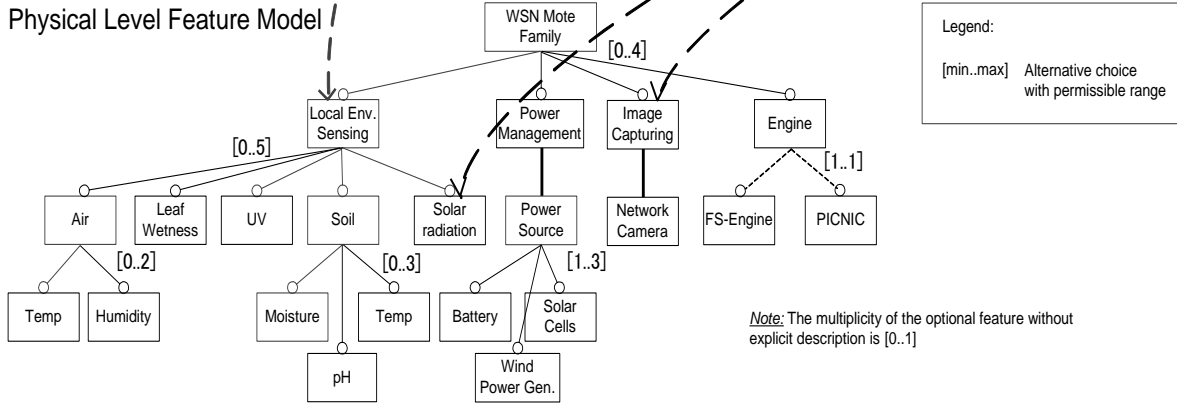 Physical Level Feature Model
WSN Mote
Family
[0..4]
Legend:
[min..max] Alternative choice
with permissible range
Local Env.
Sensing
Power
Management
Image
Capturing
Engine
[0..5]
[1..1]
Air
Leaf
Wetness
UV
Soil
Solar
radiation
Power
Source
Network
Camera
FS-Engine
PICNIC
[0..2]
[0..3]
[1..3]
Temp
Humidity
Moisture
Temp
Battery
Solar
Cells
pH
Wind
Power Gen.
Note: The multiplicity of the optional feature without
explicit description is [0..1]